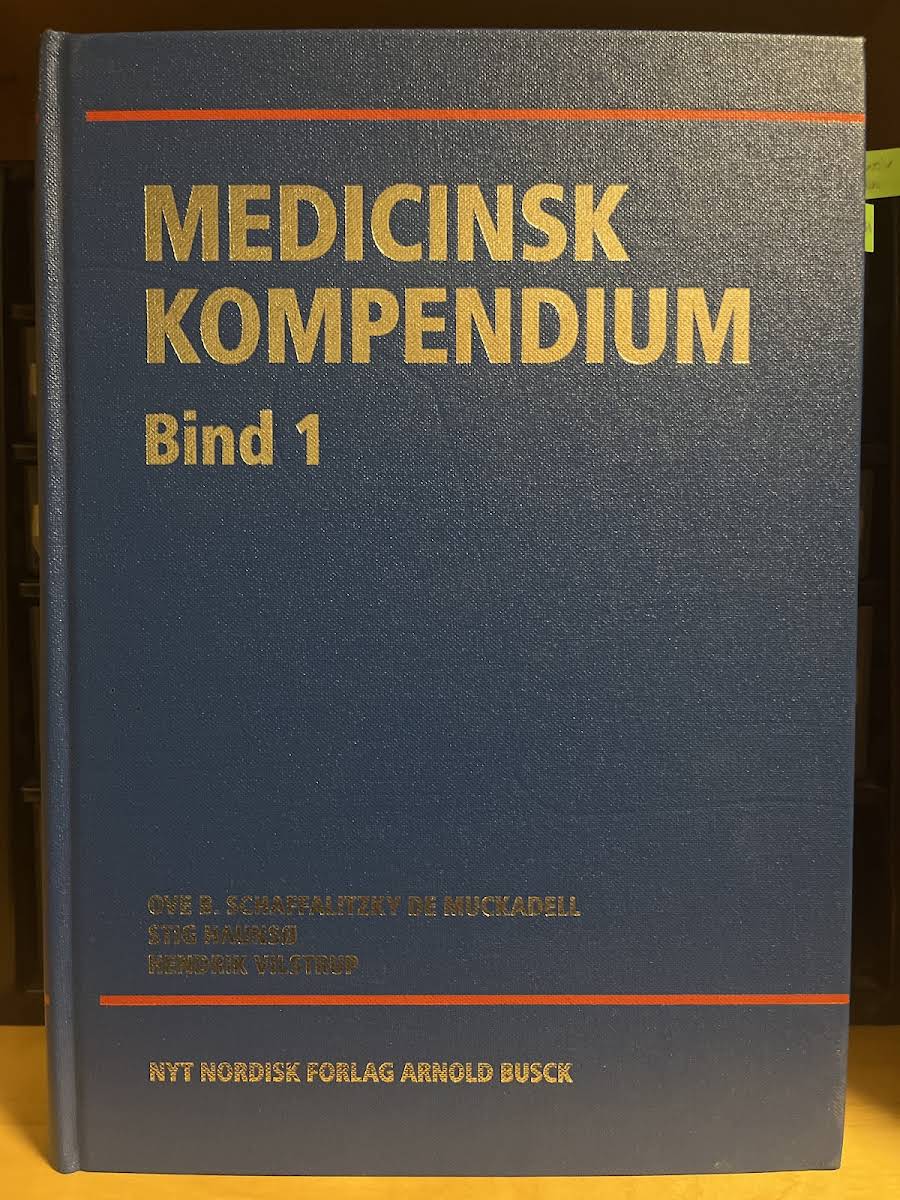 MEDICINSK
KOMPENDIUM
Bind 1
OVE B. SCHAFFALITZKY DE MUCKADELL
STIG HAUNSØ
HENDRIK VILSTRUP
NYT NORDISK FORLAG ARNOLD BUSCK